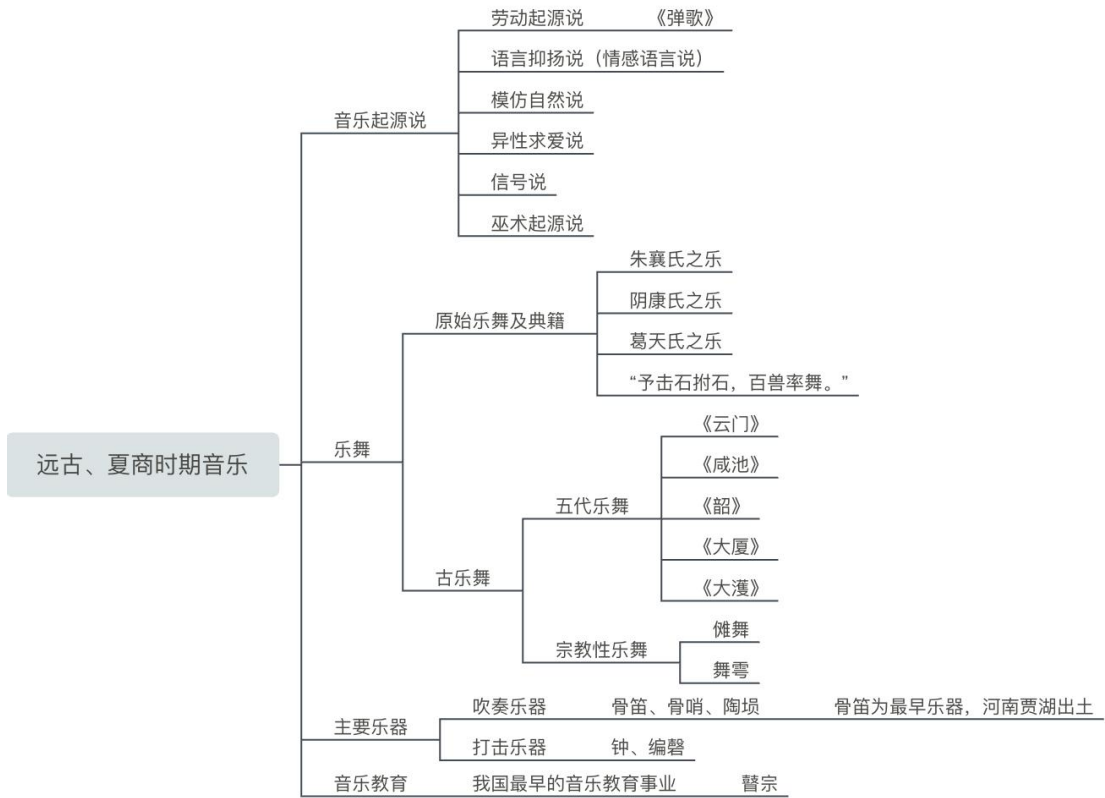 远古、夏商时期音乐
音乐起源说
劳动起源说 《弹歌》
语言抑扬说（情感语言说）
模仿自然说
异性求爱说
信号说
巫术起源说
乐舞
原始乐舞及典籍
朱襄氏之乐
阴康氏之乐
葛天氏之乐
“予击石拊石，百兽率舞。”
古乐舞
五代乐舞
《云门》
《咸池》
《韶》
《大厦》
《大濩》
宗教性乐舞
傩舞
舞雩
主要乐器
吹奏乐器 骨笛、骨哨、陶埙 骨笛为最早乐器，河南贾湖出土
打击乐器 钟、编磬
音乐教育 我国最早的音乐教育事业 瞽宗